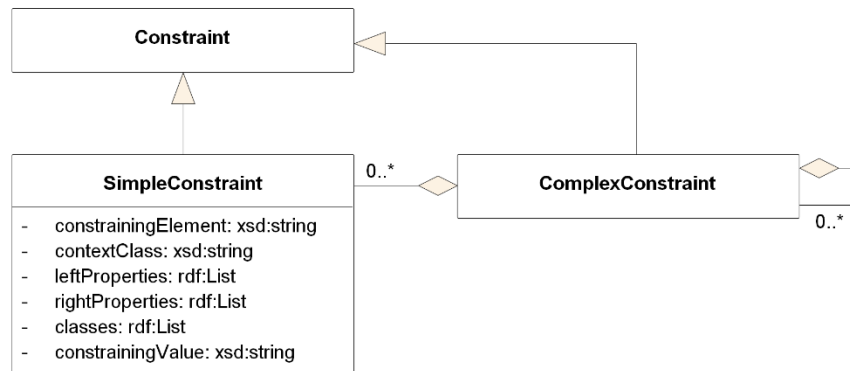 Constraint
SimpleConstraint
0..*
ComplexConstraint
0..*
- constrainingElement: xsd:string
- contextClass: xsd:string
- leftProperties: rdf:List
- rightProperties: rdf:List
- classes: rdf:List
- constrainingValue: xsd:string